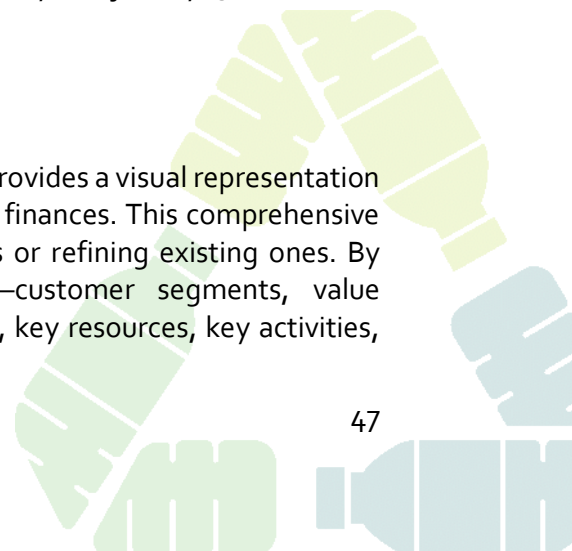 rovides a visual representation
finances. This comprehensive
s or refining existing ones. By
–customer segments, value
, key resources, key activities,
47